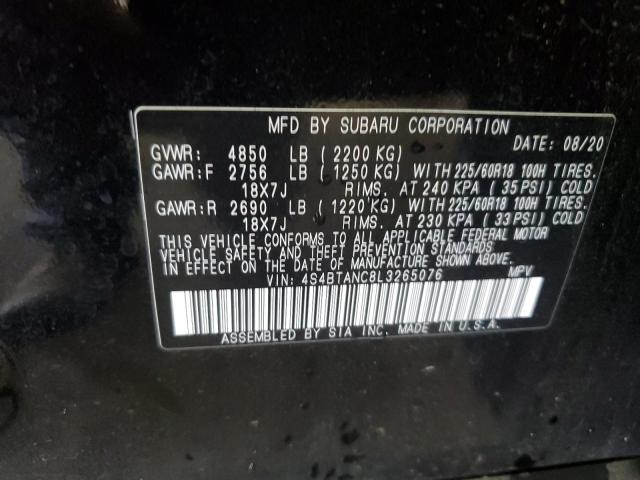 MFD BY SUBARU CORPORATION
DATE: 08/20
GVWR: 4850 LB (2200 KG)
GAWR:F 2756 LB (1250 KG) WITH 225/60R18 100H TIRES.
18X7J RIMS. AT 240 KPA (35 PSI) COLD
GAWR:R 2690 LB (1220 KG) WITH 225/60R18 100H TIRES.
18X7J RIMS. AT 230 KPA (33 PSI) COLD
THIS VEHICLE CONFORMS TO ALL APPLICABLE FEDERAL MOTOR
VEHICLE SAFETY AND THEFT PREVENTION STANDARDS
IN EFFECT ON THE DATE OF MANUFACTURE SHOWN ABOVE.
VIN: 4S4BTANC8L3265076 MPV
ASSEMBLED BY SIA INC. MADE IN U.S.A.